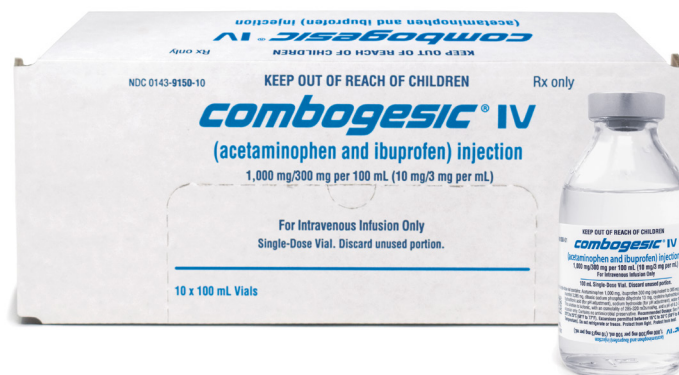 KEEP OUT OF REACH OF CHILDREN
Rx only
combogesic® IV
(acetaminophen and ibuprofen) injection
NDC 0143-9150-10
KEEP OUT OF REACH OF CHILDREN
Rx only
combogesic® IV
(acetaminophen and ibuprofen) injection
1,000 mg/300 mg per 100 mL (10 mg/3 mg per mL)
For Intravenous Infusion Only
Single-Dose Vial. Discard unused portion.
10 x 100 mL Vials
KEEP OUT OF REACH OF CHILDREN
combogesic® IV
(acetaminophen and ibuprofen) injection
1,000 mg/300 mg per 100 mL (10 mg/3 mg per mL)
For Intravenous Infusion Only
100 mL Single-Dose Vial. Discard unused portion.